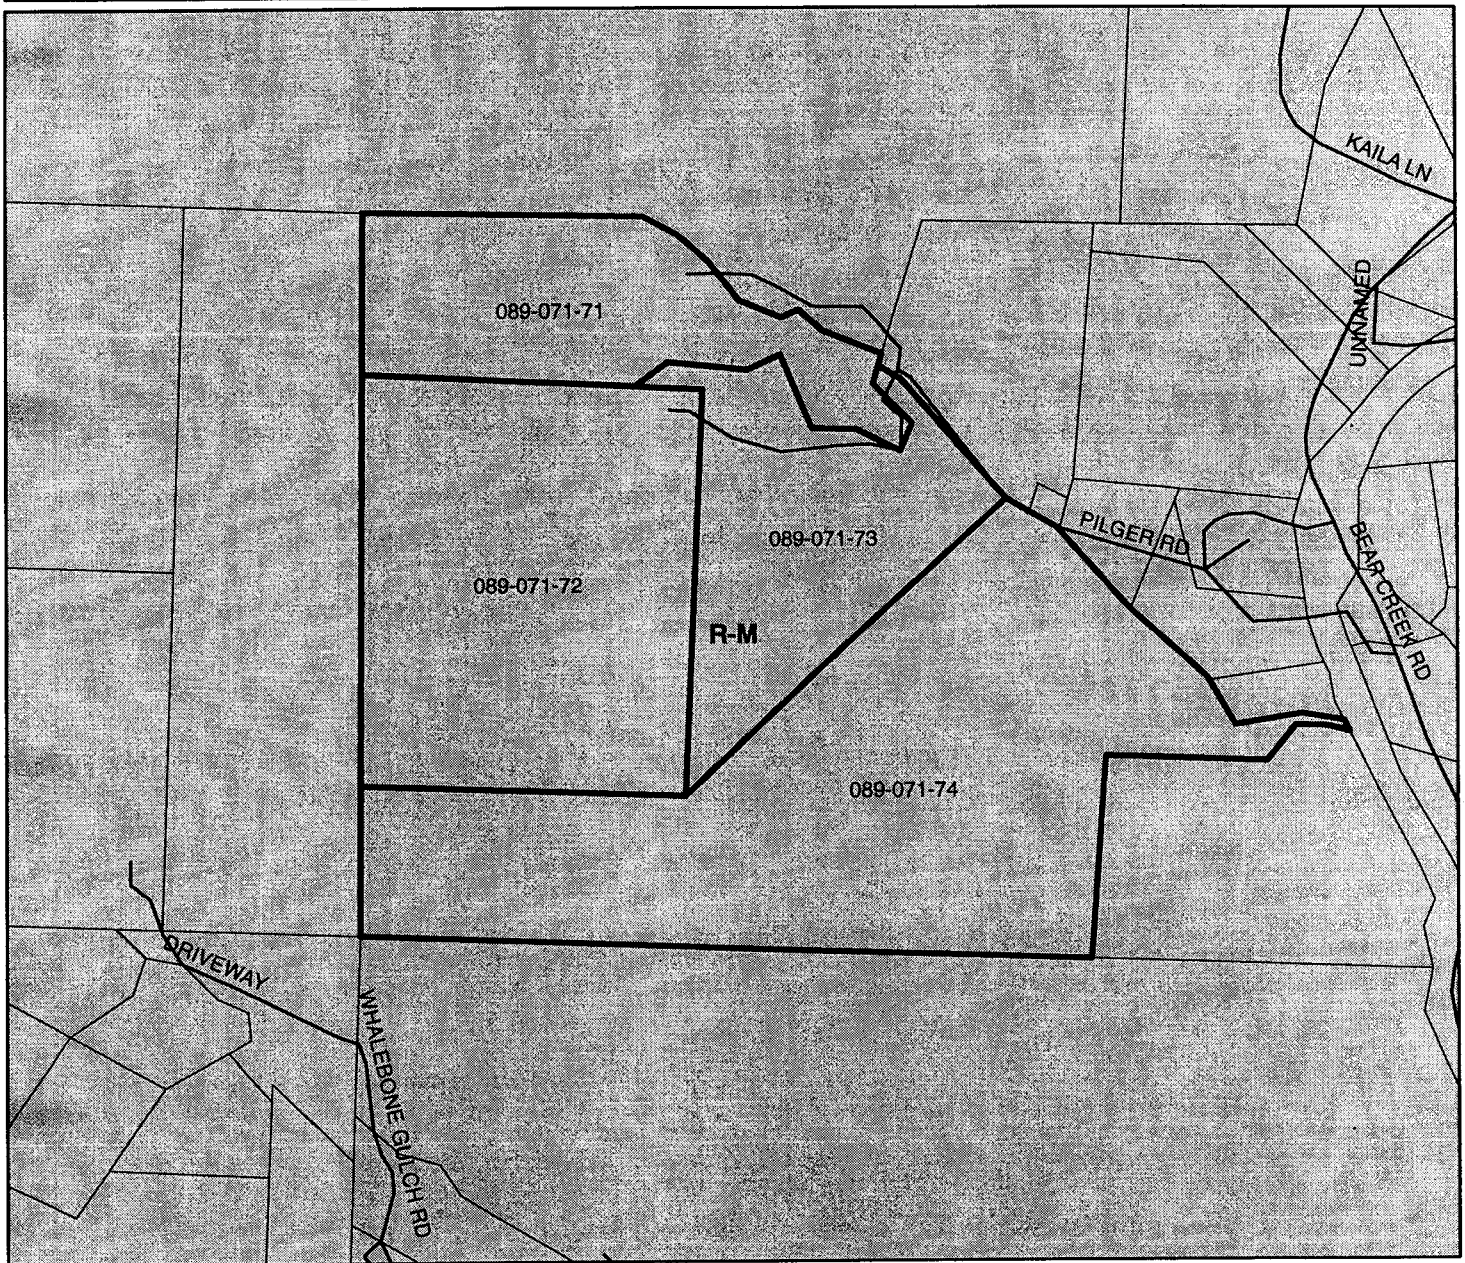 KAILA LN
UNNAMED
089-071-71
PILGER RD
089-071-73
BEAR CREEK RD
089-071-72
R-M
089-071-74
DRIVEWAY
WHALEBONE GULCH RD